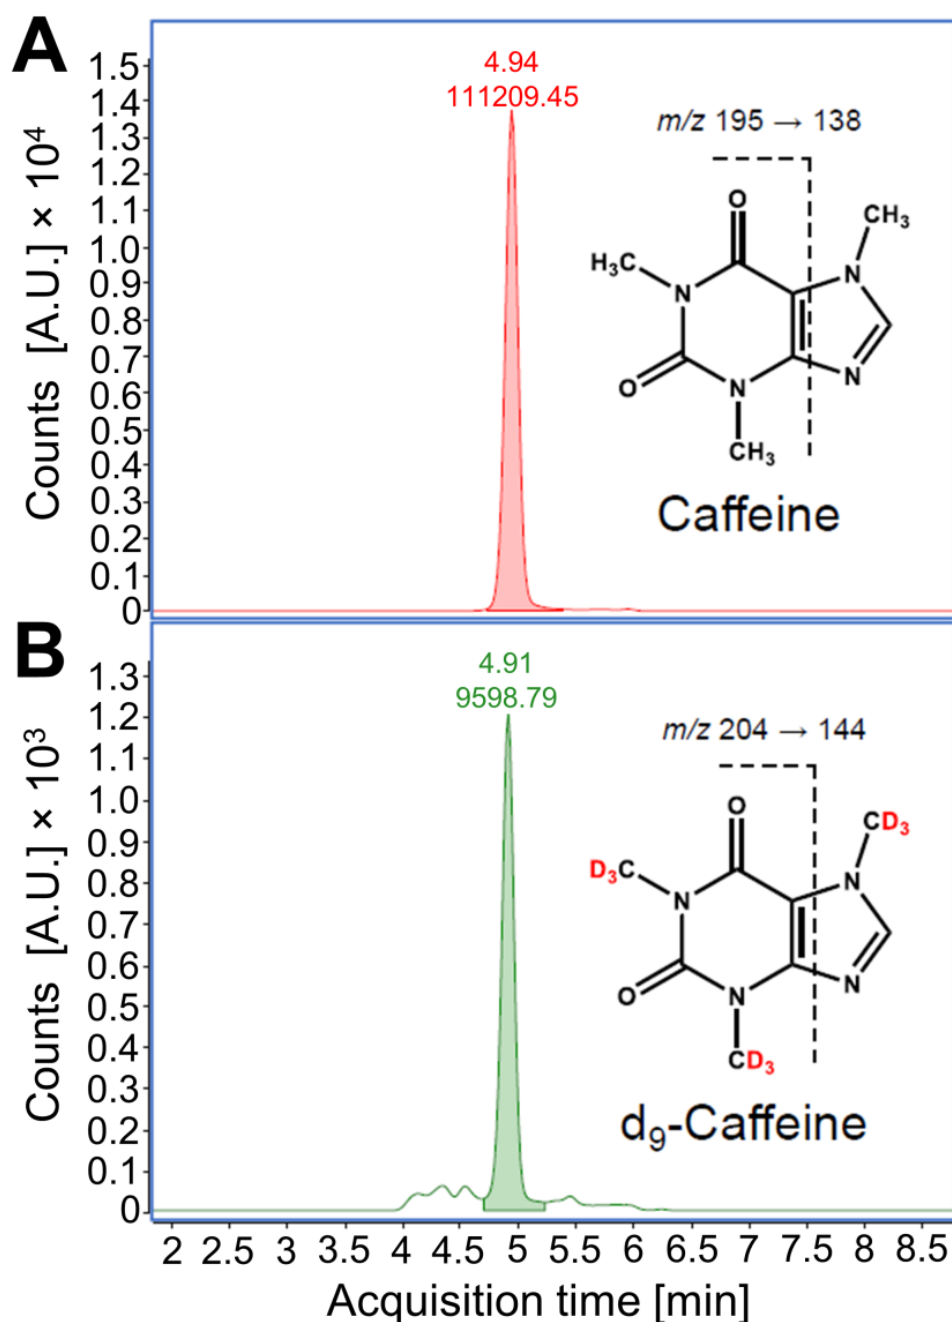 A
Counts [A.U.] × 10⁴
1.5
1.4
1.3
1.2
1.1
1.0
0.9
0.8
0.7
0.6
0.5
0.4
0.3
0.2
0.1
0
4.94
111209.45
m/z 195 → 138
O
CH₃
H₃C
N
N
O
N
N
CH₃
Caffeine
B
Counts [A.U.] × 10³
1.3
1.2
1.1
1.0
0.9
0.8
0.7
0.6
0.5
0.4
0.3
0.2
0.1
0
4.91
9598.79
m/z 204 → 144
O
CD₃
D₃C
N
N
O
N
N
CD₃
d₉-Caffeine
2 2.5 3 3.5 4 4.5 5 5.5 6 6.5 7 7.5 8 8.5
Acquisition time [min]